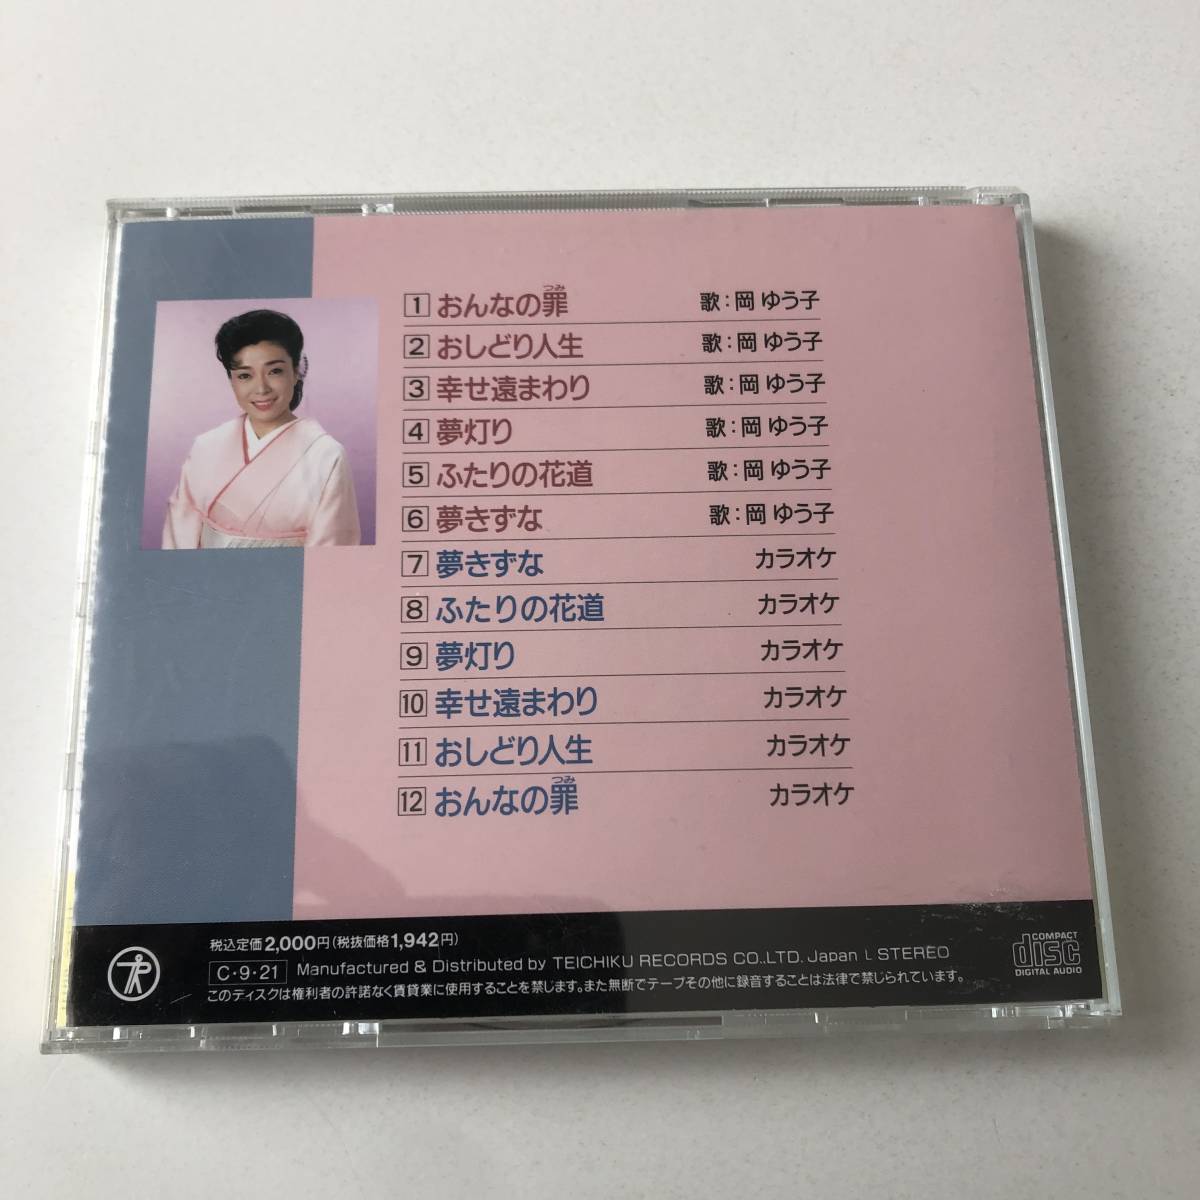 1 おんなの罪 歌:岡 ゆう子
つみ
2 おしどり人生 歌:岡 ゆう子
3 幸せ遠まわり 歌:岡 ゆう子
4 夢灯り 歌:岡 ゆう子
5 ふたりの花道 歌:岡 ゆう子
6 夢きずな 歌:岡 ゆう子
7 夢きずな カラオケ
8 ふたりの花道 カラオケ
9 夢灯り カラオケ
10 幸せ遠まわり カラオケ
11 おしどり人生 カラオケ
12 おんなの罪 カラオケ
つみ
税込定価2,000円(税抜価格1,942円)
C・9・21 Manufactured & Distributed by TEICHIKU RECORDS CO.,LTD. Japan L STEREO
このディスクは権利者の許諾なく賃貸業に使用することを禁じます。また無断でテープその他に録音することは法律で禁じられています。
COMPACT
disc
DIGITAL AUDIO